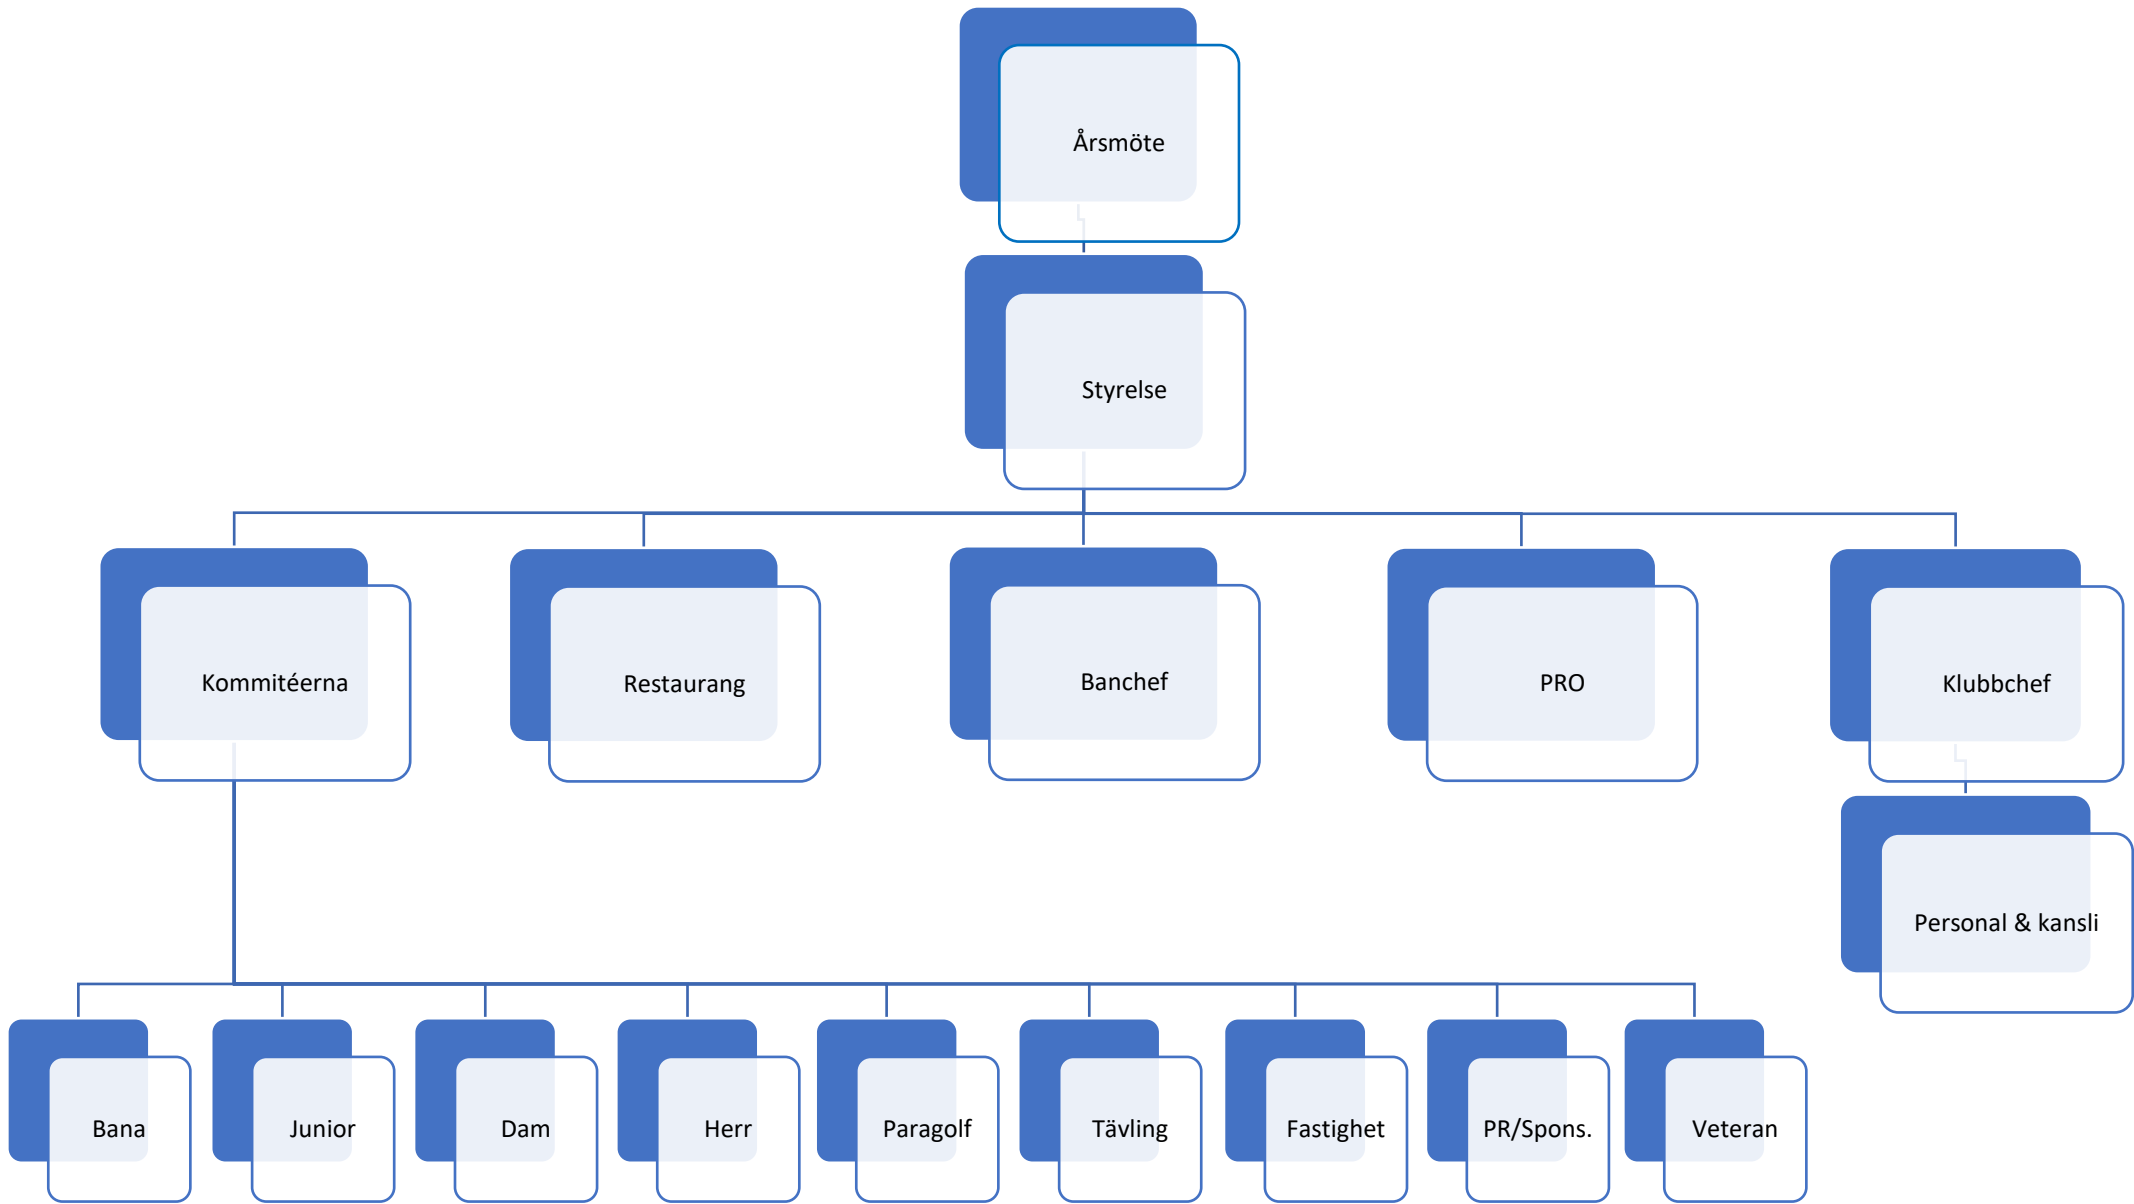 Årsmöte
Styrelse
Kommitéerna
Restaurang
Banchef
PRO
Klubbchef
Personal & kansli
Bana
Junior
Dam
Herr
Paragolf
Tävling
Fastighet
PR/Spons.
Veteran